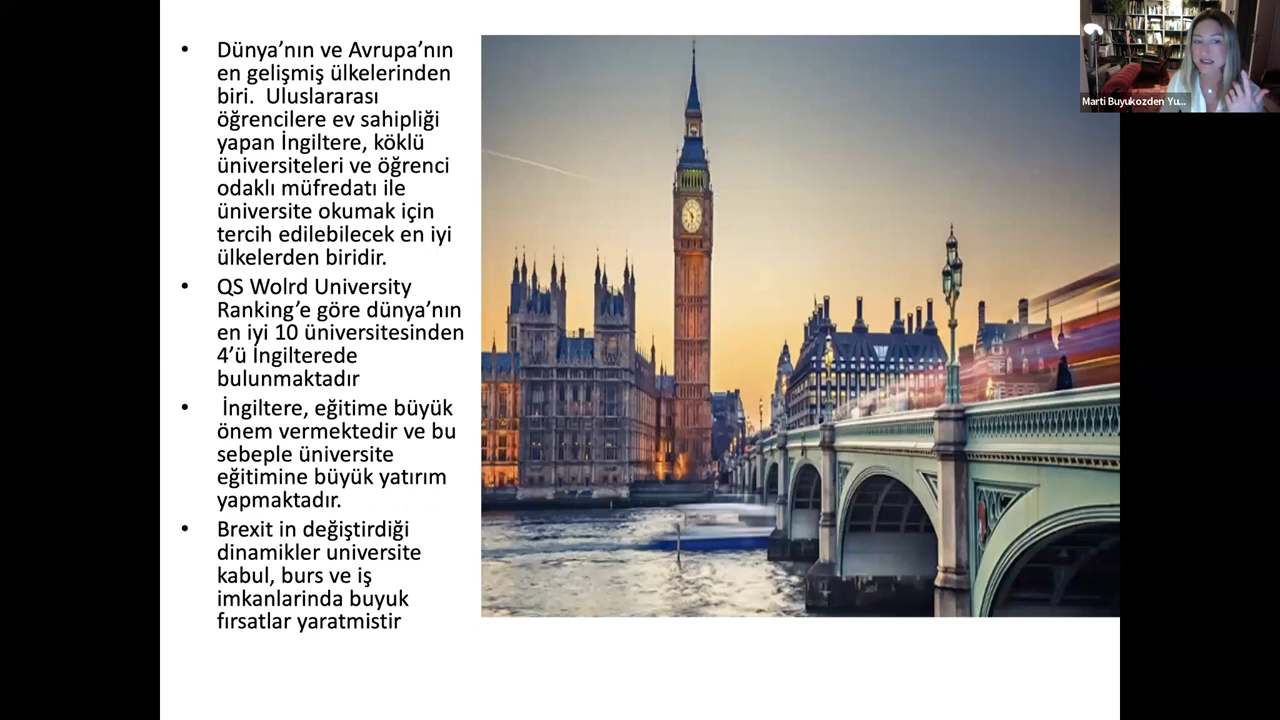 • Dünya’nın ve Avrupa’nın
en gelişmiş ülkelerinden
biri. Uluslararası
öğrencilere ev sahipliği
yapan İngiltere, köklü
üniversiteleri ve öğrenci
odaklı müfredatı ile
üniversite okumak için
tercih edilebilecek en iyi
ülkelerden biridir.
• QS Wolrd University
Ranking’e göre dünya’nın
en iyi 10 üniversitesinden
4’ü İngilterede
bulunmaktadır
• İngiltere, eğitime büyük
önem vermektedir ve bu
sebeple üniversite
eğitimine büyük yatırım
yapmaktadır.
• Brexit in değiştirdiği
dinamikler universite
kabul, burs ve iş
imkanlarinda buyuk
fırsatlar yaratmistir
Marti Buyukozden Yu...